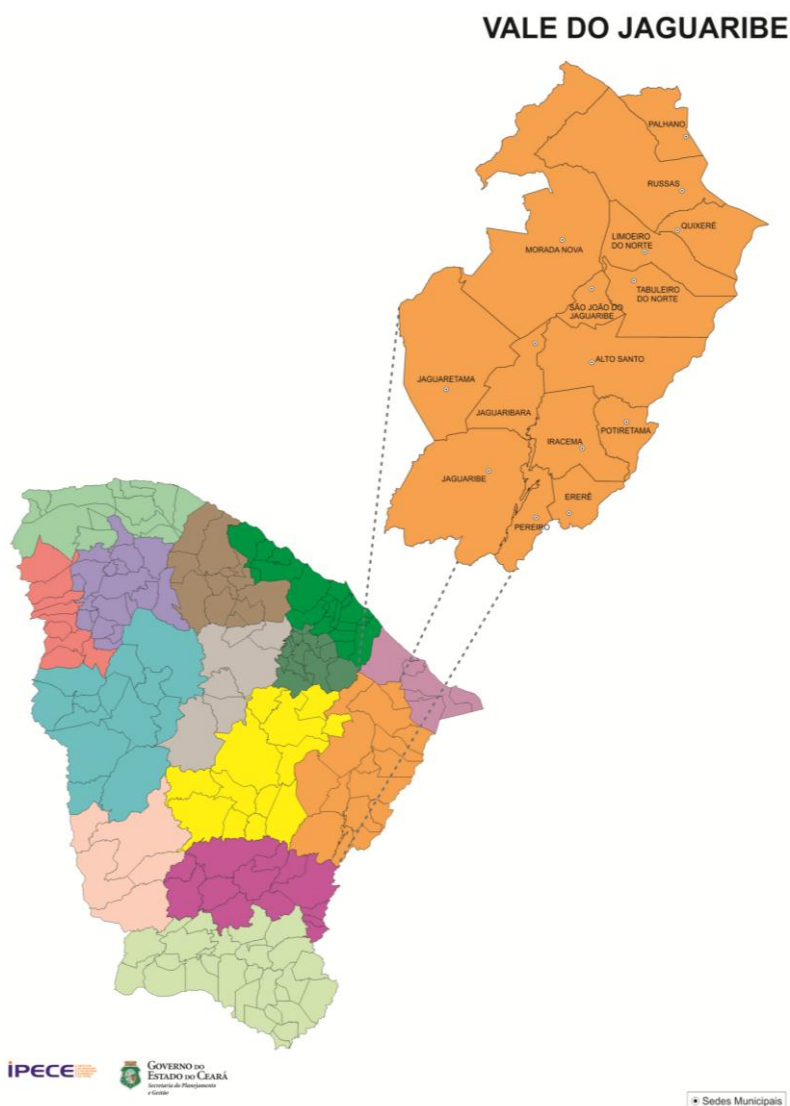 VALE DO JAGUARIBE
PALHANO
RUSSAS
QUIXERÉ
LIMOEIRO
DO NORTE
MORADA NOVA
TABULEIRO
DO NORTE
SÃO JOÃO DO
JAGUARIBE
ALTO SANTO
JAGUARETAMA
JAGUARIBARA
POTIRETAMA
IRACEMA
JAGUARIBE
ERERÊ
PEREIRO
IPECE
GOVERNO DO
ESTADO DO CEARÁ
Secretaria do Planejamento
e Gestão
Sedes Municipais